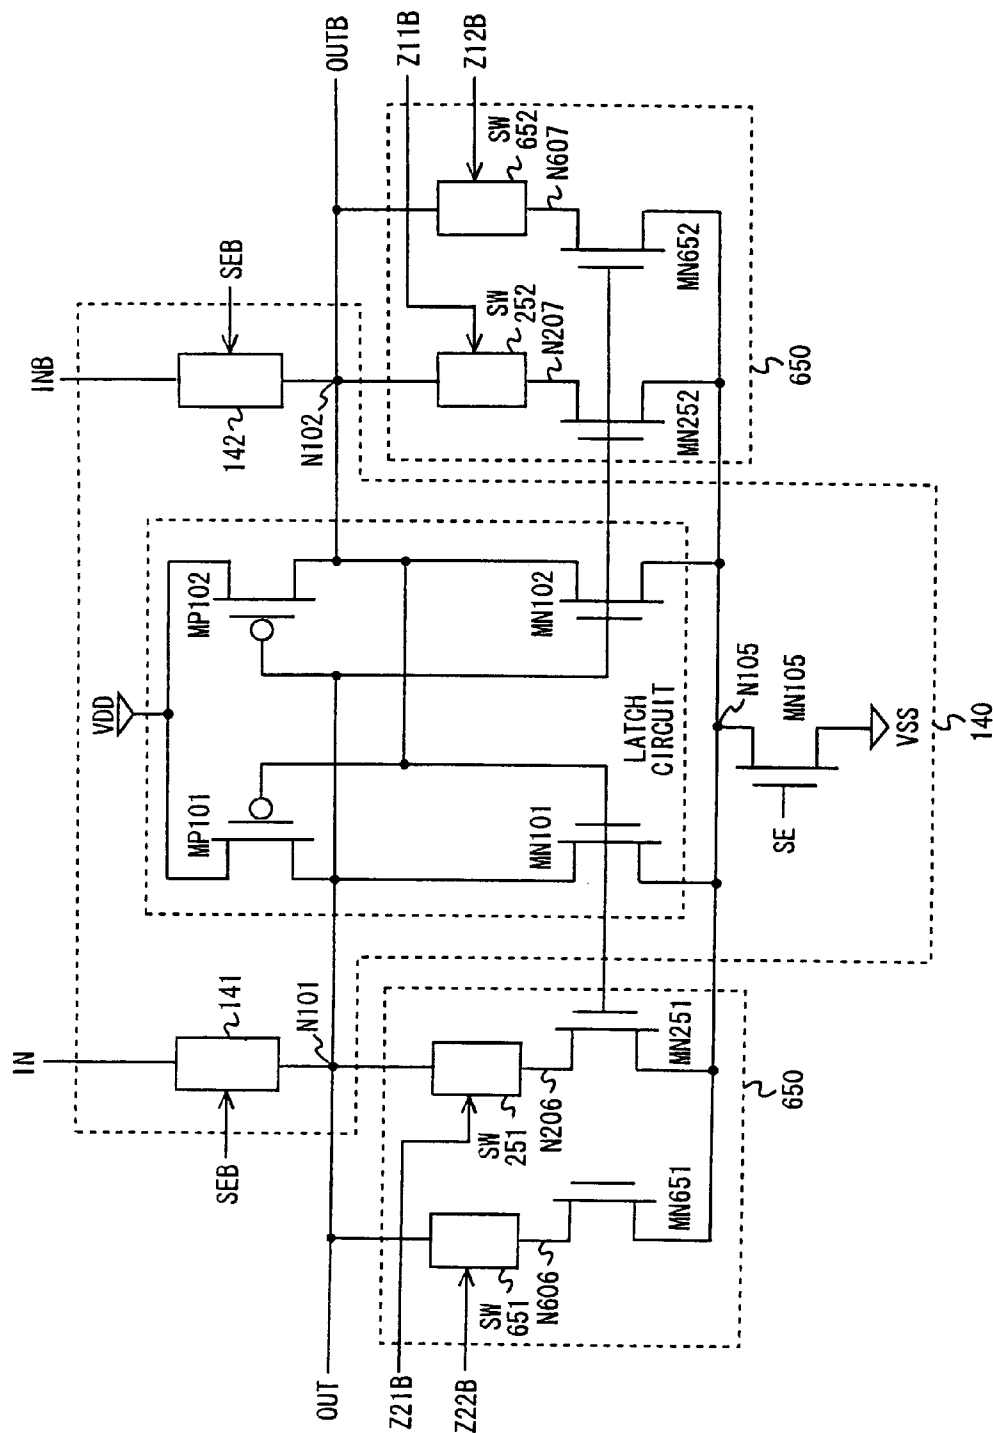 IN
INB
SEB
141
VDD
142
SEB
MP101
MP102
OUT
N101
N102
OUTB
Z21B
Z22B
Z11B
Z12B
SW
651
SW
251
SW
252
SW
652
N606
N206
N207
N607
LATCH
CIRCUIT
MN651
MN251
MN101
MN102
MN252
MN652
650
650
N105
SE
MN105
VSS
140